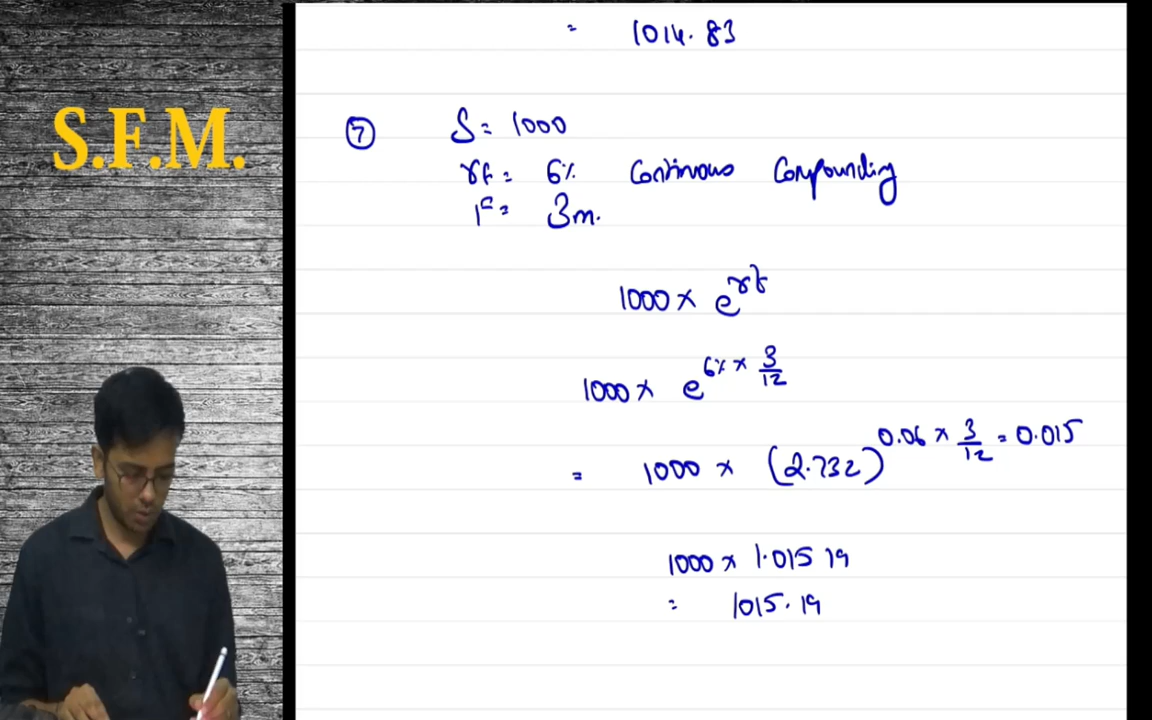 S.F.M.
= 1014.83
7 S = 1000
rf = 6% Continuous Compounding
= 3m.
1000 × e^rt
1000 × e^6% × 3/12
= 1000 × (2.732)^0.06 × 3/12 = 0.015
1000 × 1.01519
= 1015.19